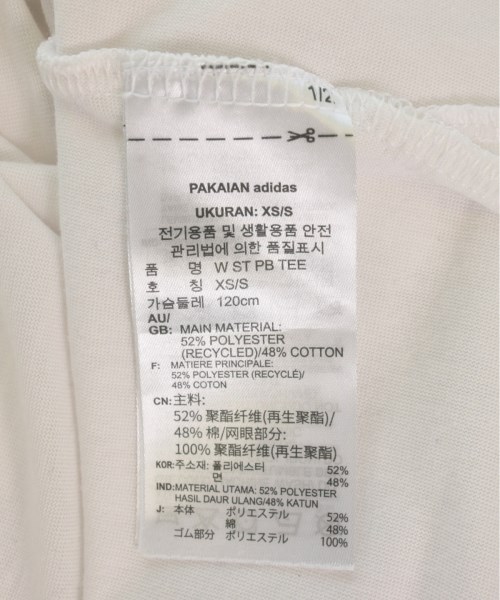 1/2
PAKAIAN adidas
UKURAN: XS/S
전기용품 및 생활용품 안전
관리법에 의한 품질표시
품 명 W ST PB TEE
호 칭 XS/S
가슴둘레 120cm
AU/
GB: MAIN MATERIAL:
52% POLYESTER
(RECYCLED)/48% COTTON
F: MATIERE PRINCIPALE:
52% POLYESTER (RECYCLÉ)/
48% COTON
CN: 主料:
52% 聚酯纤维(再生聚酯)/
48% 棉/网眼部分:
100% 聚酯纤维(再生聚酯)
KOR: 주소재: 폴리에스터 52%
면 48%
IND: MATERIAL UTAMA: 52% POLYESTER
HASIL DAUR ULANG/48% KATUN
J: 本体 ポリエステル 52%
綿 48%
ゴム部分 ポリエステル 100%